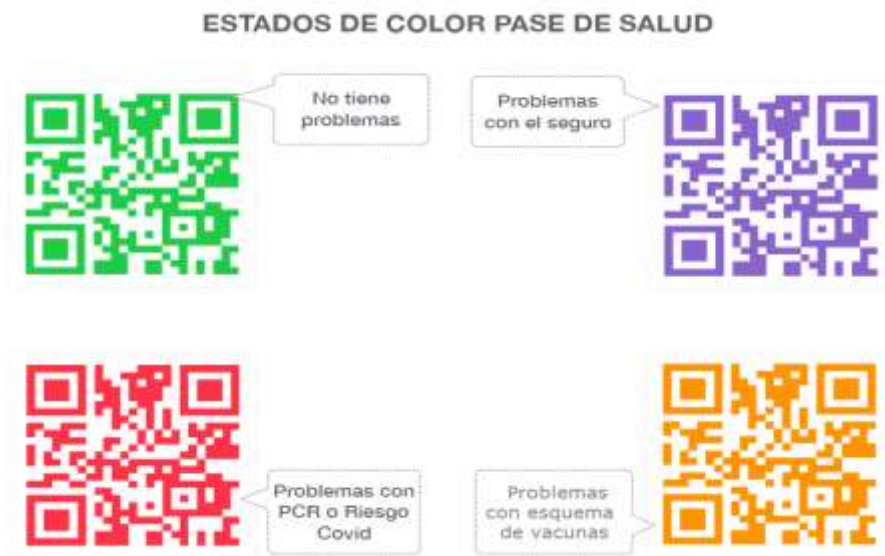 ESTADOS DE COLOR PASE DE SALUD
No tiene
problemas
Problemas
con el seguro
Problemas con
PCR o Riesgo
Covid
Problemas
con esquema
de vacunas